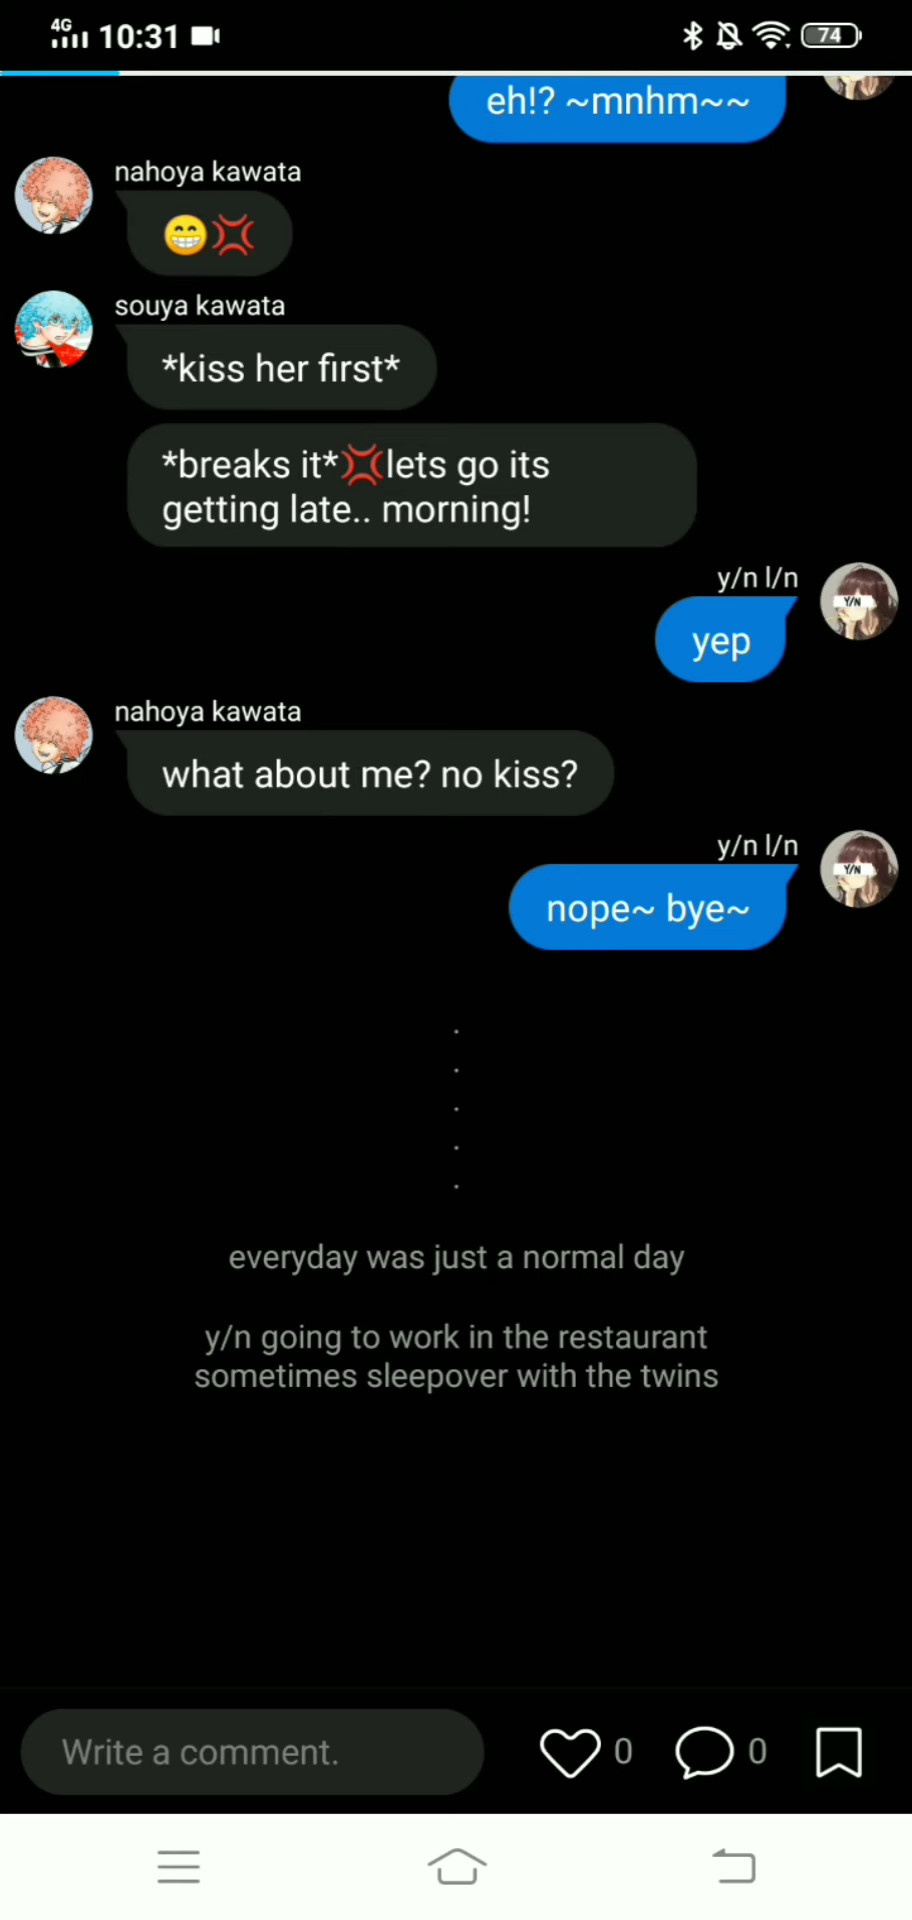 4G 10:31 74
eh!? ~mnhm~~
nahoya kawata
😁💢
souya kawata
*kiss her first*
*breaks it*💢lets go its
getting late.. morning!
y/n l/n
Y/N
yep
nahoya kawata
what about me? no kiss?
y/n l/n
Y/N
nope~ bye~
.
.
.
.
.
everyday was just a normal day
y/n going to work in the restaurant
sometimes sleepover with the twins
Write a comment.
0
0